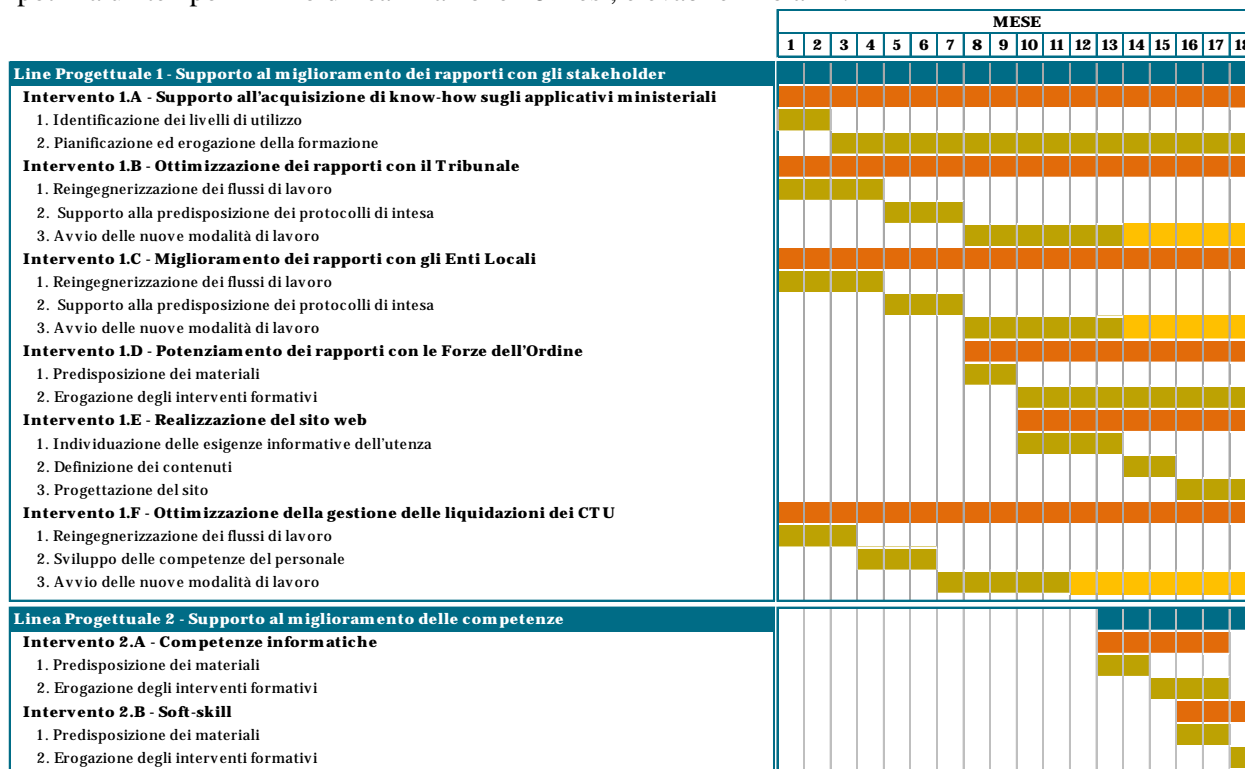 MESE
1 2 3 4 5 6 7 8 9 10 11 12 13 14 15 16 17 18
Line Progettuale 1 - Supporto al miglioramento dei rapporti con gli stakeholder
Intervento 1.A - Supporto all'acquisizione di know-how sugli applicativi ministeriali
1. Identificazione dei livelli di utilizzo
2. Pianificazione ed erogazione della formazione
Intervento 1.B - Ottimizzazione dei rapporti con il Tribunale
1. Reingegnerizzazione dei flussi di lavoro
2. Supporto alla predisposizione dei protocolli di intesa
3. Avvio delle nuove modalità di lavoro
Intervento 1.C - Miglioramento dei rapporti con gli Enti Locali
1. Reingegnerizzazione dei flussi di lavoro
2. Supporto alla predisposizione dei protocolli di intesa
3. Avvio delle nuove modalità di lavoro
Intervento 1.D - Potenziamento dei rapporti con le Forze dell'Ordine
1. Predisposizione dei materiali
2. Erogazione degli interventi formativi
Intervento 1.E - Realizzazione del sito web
1. Individuazione delle esigenze informative dell'utenza
2. Definizione dei contenuti
3. Progettazione del sito
Intervento 1.F - Ottimizzazione della gestione delle liquidazioni dei CTU
1. Reingegnerizzazione dei flussi di lavoro
2. Sviluppo delle competenze del personale
3. Avvio delle nuove modalità di lavoro
Linea Progettuale 2 - Supporto al miglioramento delle competenze
Intervento 2.A - Competenze informatiche
1. Predisposizione dei materiali
2. Erogazione degli interventi formativi
Intervento 2.B - Soft-skill
1. Predisposizione dei materiali
2. Erogazione degli interventi formativi